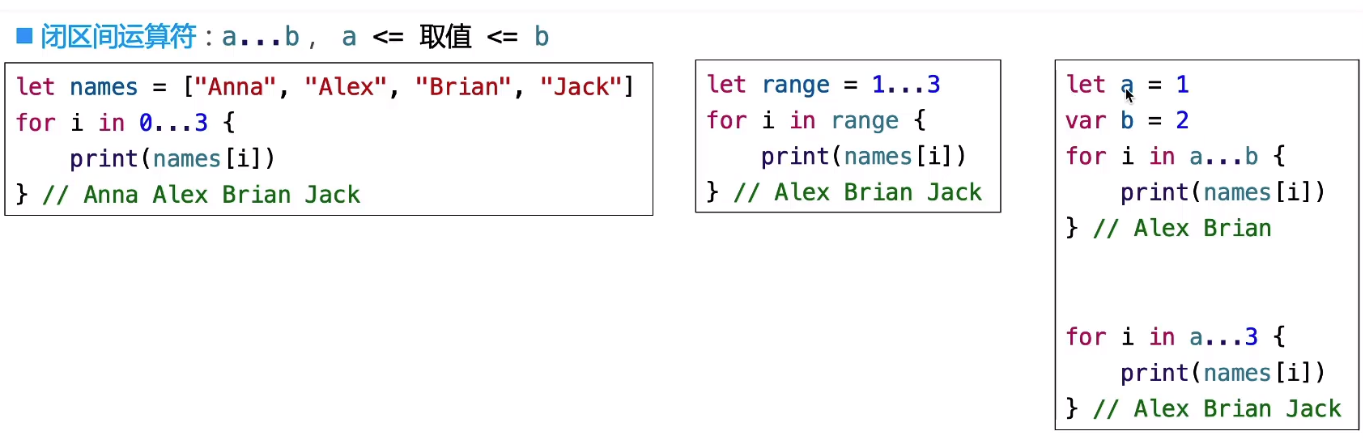 闭区间运算符：a...b， a <= 取值 <= b
let names = ["Anna", "Alex", "Brian", "Jack"]
for i in 0...3 {
    print(names[i])
} // Anna Alex Brian Jack
let range = 1...3
for i in range {
    print(names[i])
} // Alex Brian Jack
let a = 1
var b = 2
for i in a...b {
    print(names[i])
} // Alex Brian
for i in a...3 {
    print(names[i])
} // Alex Brian Jack